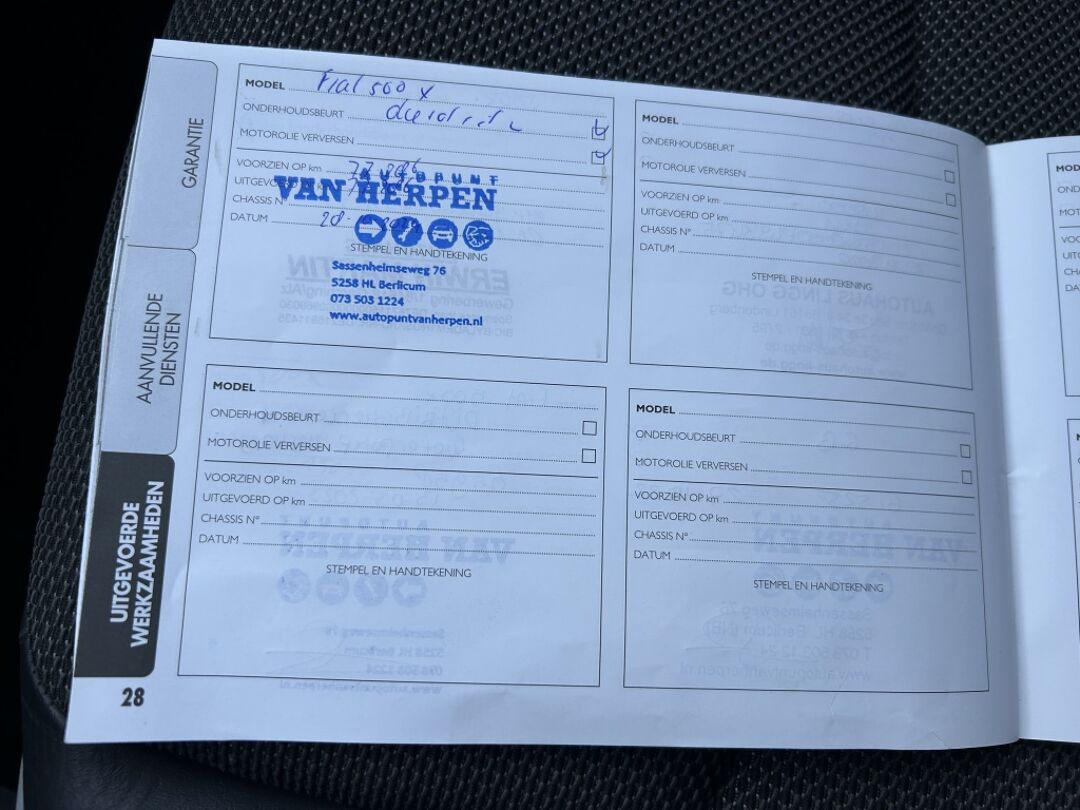 GARANTIE
AANVULLENDE
DIENSTEN
UITGEVOERDE
WERKZAAMHEDEN
28
MODEL Fiat 500 X
ONDERHOUDSBEURT
MOTOROLIE VERVERSEN
VOORZIEN OP km
CHASSIS N
DATUM 28-
AUTOPUNT
VAN HERPEN
STEMPEL EN HANDTEKENING
Sassenheimseweg 76
5258 HL Berlicum
073 503 1224
www.autopuntvanherpen.nl
MODEL
ONDERHOUDSBEURT
MOTOROLIE VERVERSEN
VOORZIEN OP km
UITGEVOERD OP km
CHASSIS N°
DATUM
STEMPEL EN HANDTEKENING
MODEL
ONDERHOUDSBEURT
MOTOROLIE VERVERSEN
VOORZIEN OP km
UITGEVOERD OP km
CHASSIS N°
DATUM
STEMPEL EN HANDTEKENING
MODEL
ONDERHOUDSBEURT
MOTOROLIE VERVERSEN
VOORZIEN OP km
UITGEVOERD OP km
CHASSIS N°
DATUM
STEMPEL EN HANDTEKENING